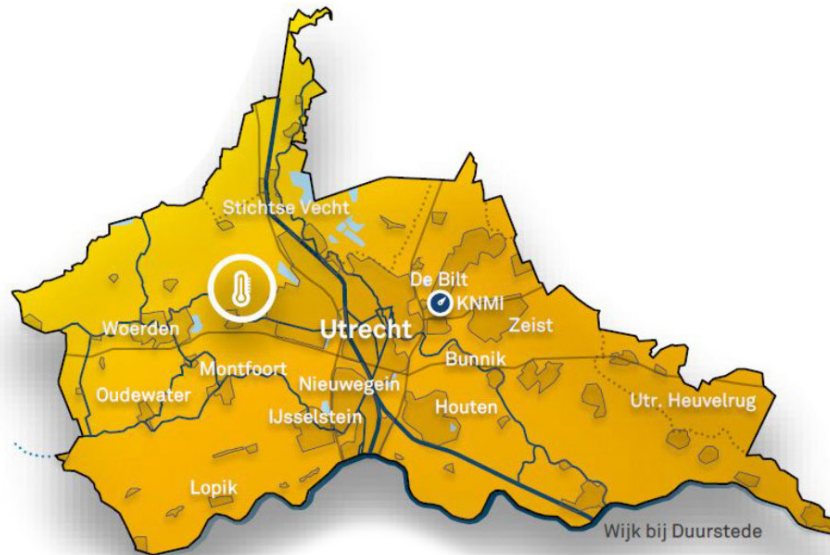 Stichtse Vecht
De Bilt
KNMI
Woerden
Utrecht
Zeist
Bunnik
Montfoort
Nieuwegein
Oudewater
Utr. Heuvelrug
IJsselstein
Houten
Lopik
Wijk bij Duurstede